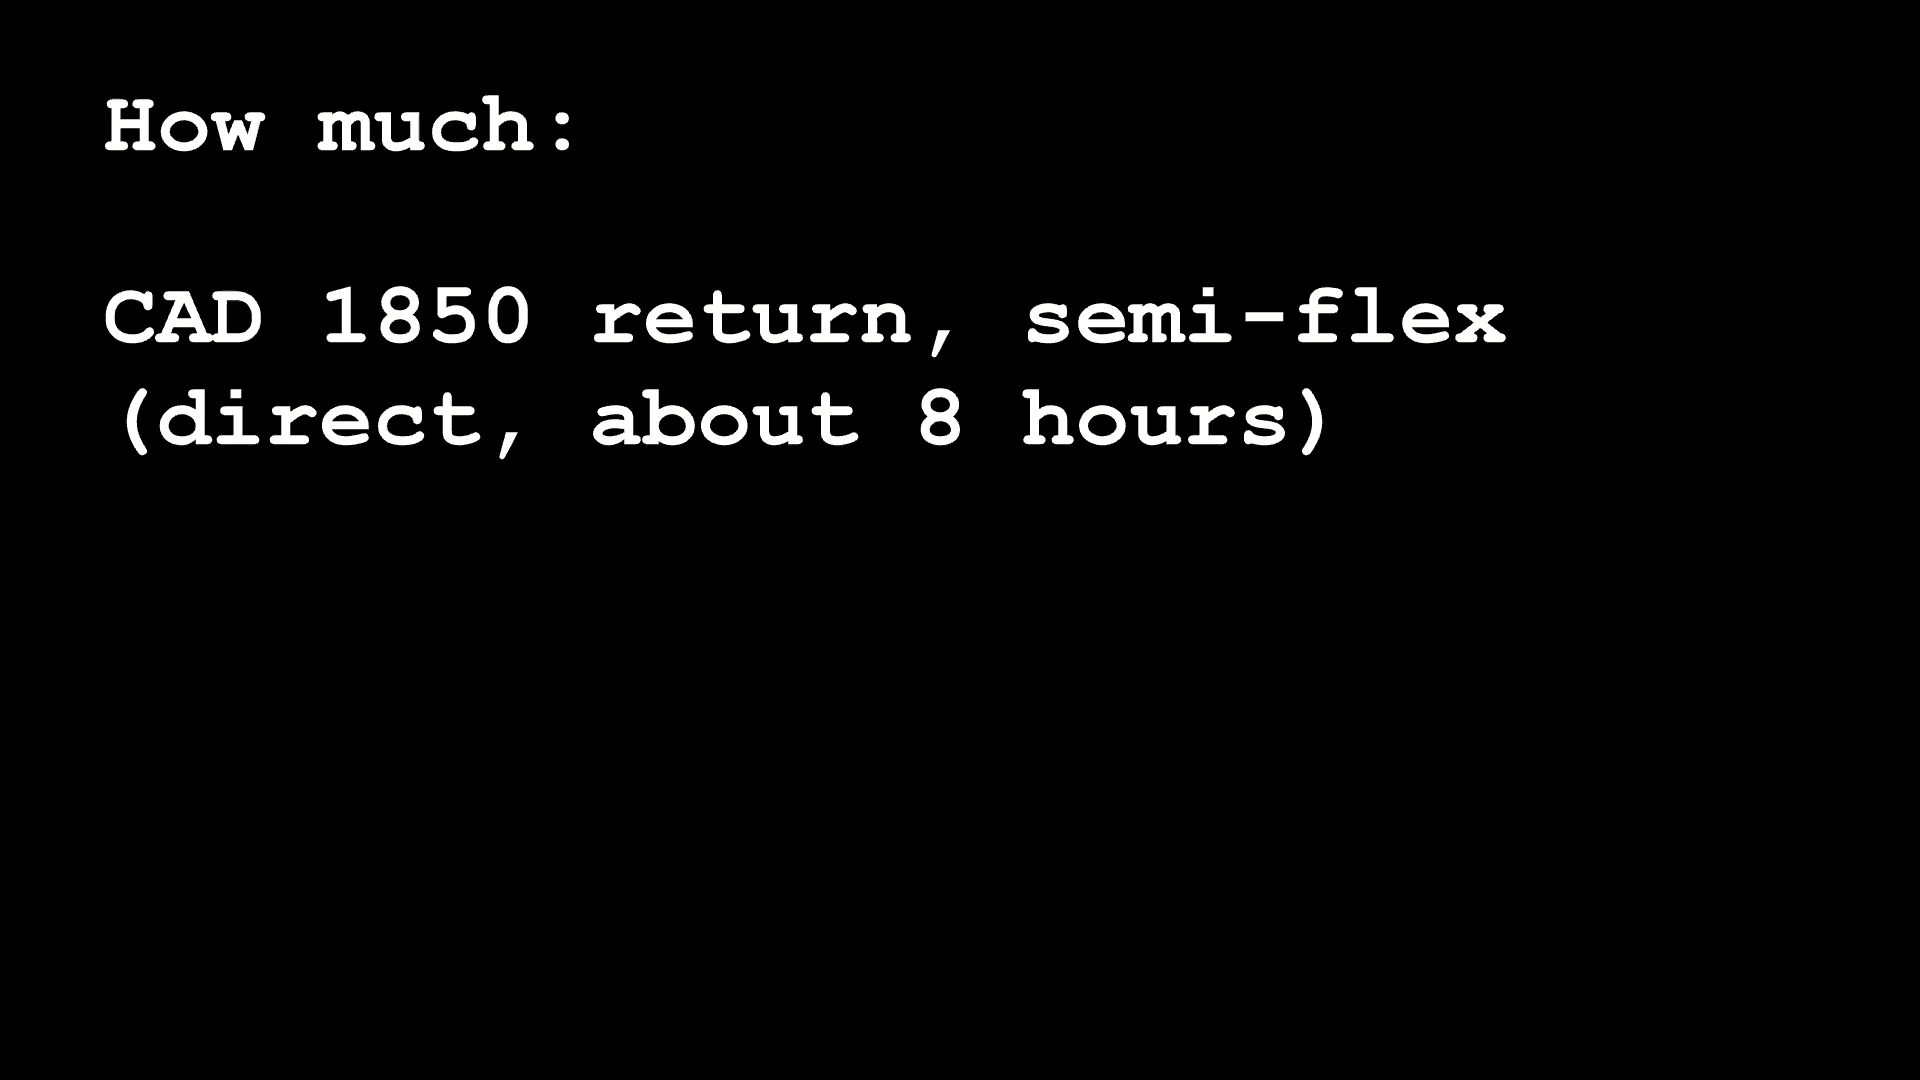 How much:
CAD 1850 return, semi-flex
(direct, about 8 hours)